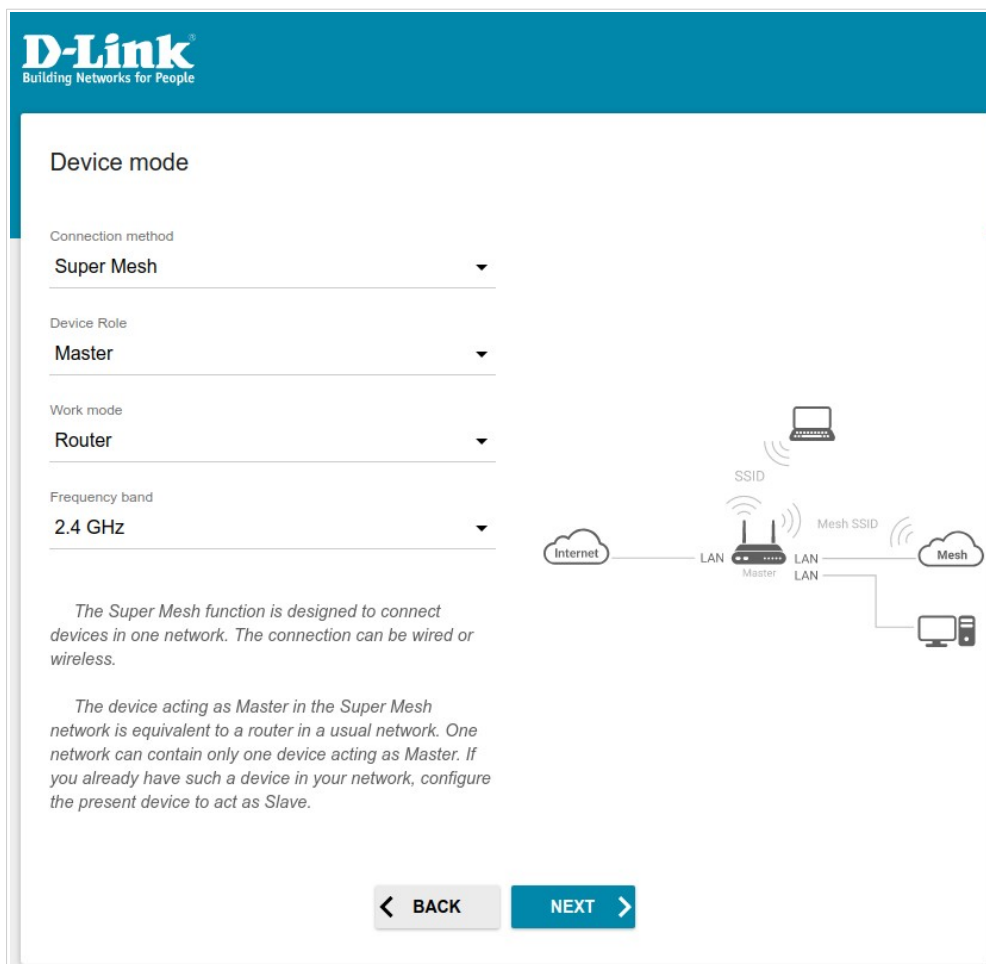 D-Link
Building Networks for People
Device mode
Connection method
Super Mesh
Device Role
Master
Work mode
Router
Frequency band
2.4 GHz
SSID
Mesh SSID
Internet
LAN
LAN
Mesh
Master
LAN
The Super Mesh function is designed to connect
devices in one network. The connection can be wired or
wireless.
The device acting as Master in the Super Mesh
network is equivalent to a router in a usual network. One
network can contain only one device acting as Master. If
you already have such a device in your network, configure
the present device to act as Slave.
BACK
NEXT